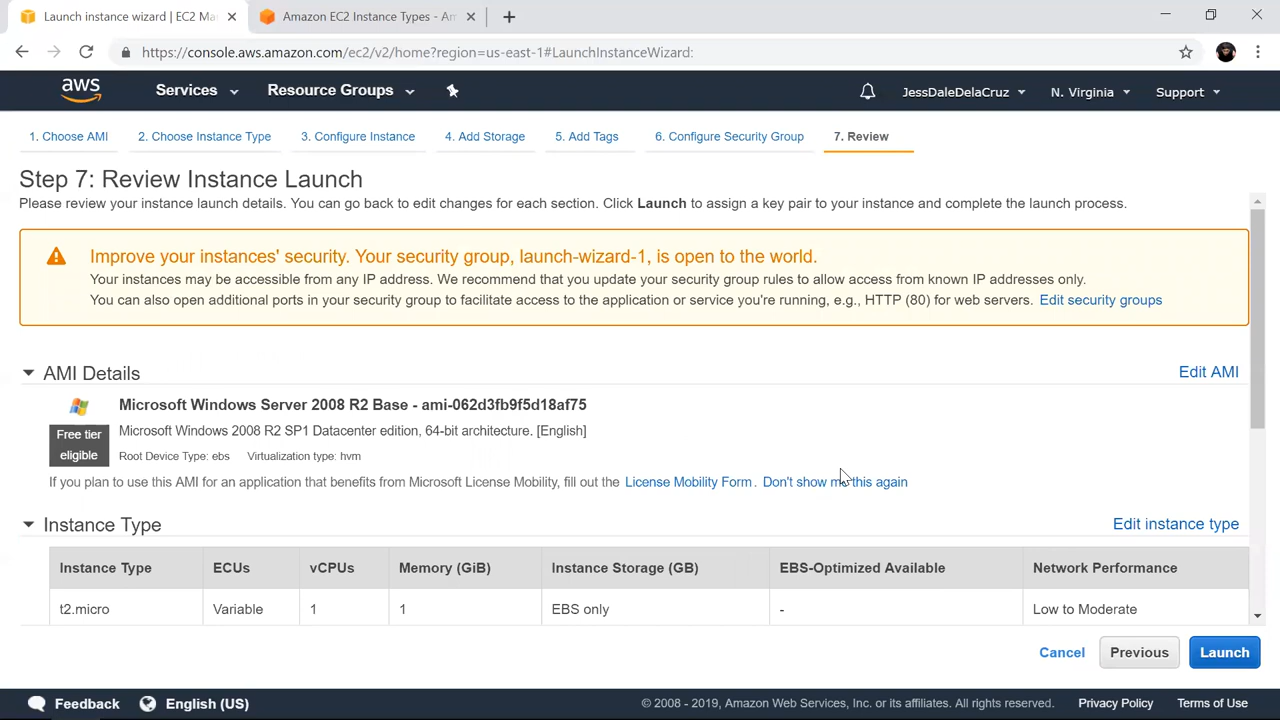 Launch instance wizard | EC2 Ma
Amazon EC2 Instance Types - Am
https://console.aws.amazon.com/ec2/v2/home?region=us-east-1#LaunchInstanceWizard:
aws Services Resource Groups JessDaleDelaCruz N. Virginia Support
1. Choose AMI 2. Choose Instance Type 3. Configure Instance 4. Add Storage 5. Add Tags 6. Configure Security Group 7. Review
Step 7: Review Instance Launch
Please review your instance launch details. You can go back to edit changes for each section. Click Launch to assign a key pair to your instance and complete the launch process.
Improve your instances' security. Your security group, launch-wizard-1, is open to the world.
Your instances may be accessible from any IP address. We recommend that you update your security group rules to allow access from known IP addresses only.
You can also open additional ports in your security group to facilitate access to the application or service you're running, e.g., HTTP (80) for web servers. Edit security groups
AMI Details Edit AMI
Microsoft Windows Server 2008 R2 Base - ami-062d3fb9f5d18af75
Free tier eligible
Microsoft Windows 2008 R2 SP1 Datacenter edition, 64-bit architecture. [English]
Root Device Type: ebs Virtualization type: hvm
If you plan to use this AMI for an application that benefits from Microsoft License Mobility, fill out the License Mobility Form. Don't show me this again
Instance Type Edit instance type
Instance Type ECUs vCPUs Memory (GiB) Instance Storage (GB) EBS-Optimized Available Network Performance
t2.micro Variable 1 1 EBS only - Low to Moderate
Cancel Previous Launch
Feedback English (US) © 2008 - 2019, Amazon Web Services, Inc. or its affiliates. All rights reserved. Privacy Policy Terms of Use